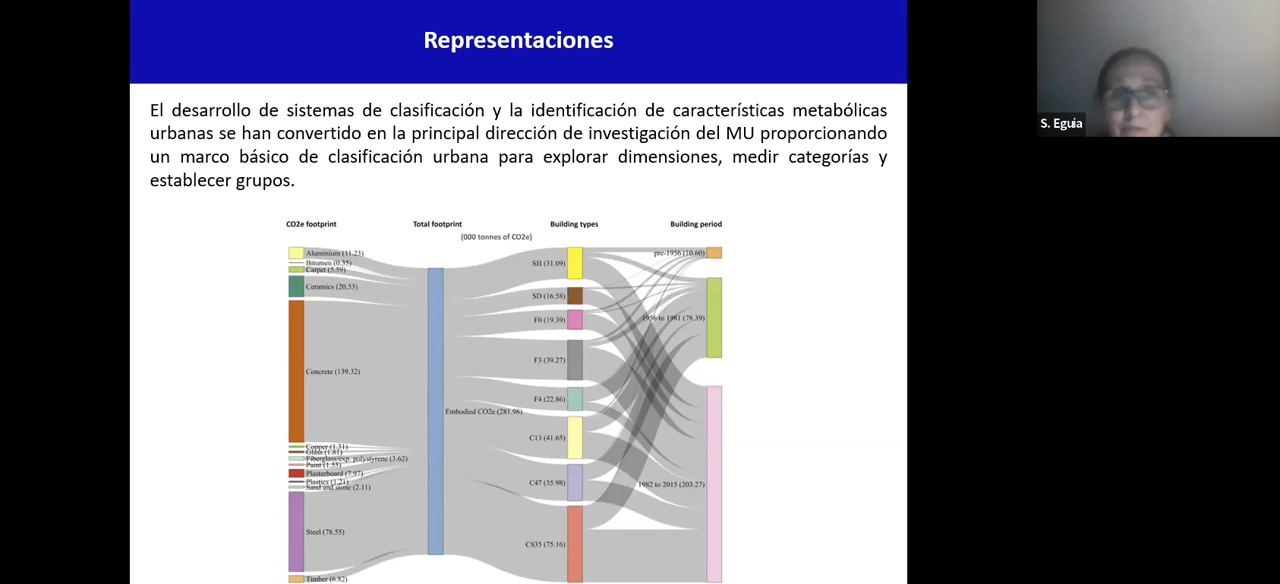 Representaciones
El desarrollo de sistemas de clasificación y la identificación de características metabólicas
urbanas se han convertido en la principal dirección de investigación del MU proporcionando
un marco básico de clasificación urbana para explorar dimensiones, medir categorías y
establecer grupos.
S. Eguia
CO2e footprint
Total footprint
Building types
Building period
(000 tonnes of CO2e)
Aluminium (11.23)
Bitumen (0.35)
Carpet (5.59)
Ceramics (20.53)
Concrete (139.32)
Copper (1.31)
Glass (1.81)
Fiberglass/exp. polystyrene (3.62)
Paint (1.55)
Plasterboard (7.97)
Plastics (1.21)
Sand and stone (2.11)
Steel (78.55)
Timber (6.82)
Embodied CO2e (281.98)
SH (31.09)
SD (16.58)
F0 (19.39)
F3 (39.27)
F4 (22.86)
C13 (41.65)
C47 (35.98)
C835 (75.16)
pre-1956 (10.60)
1956 to 1981 (78.39)
1982 to 2015 (203.27)